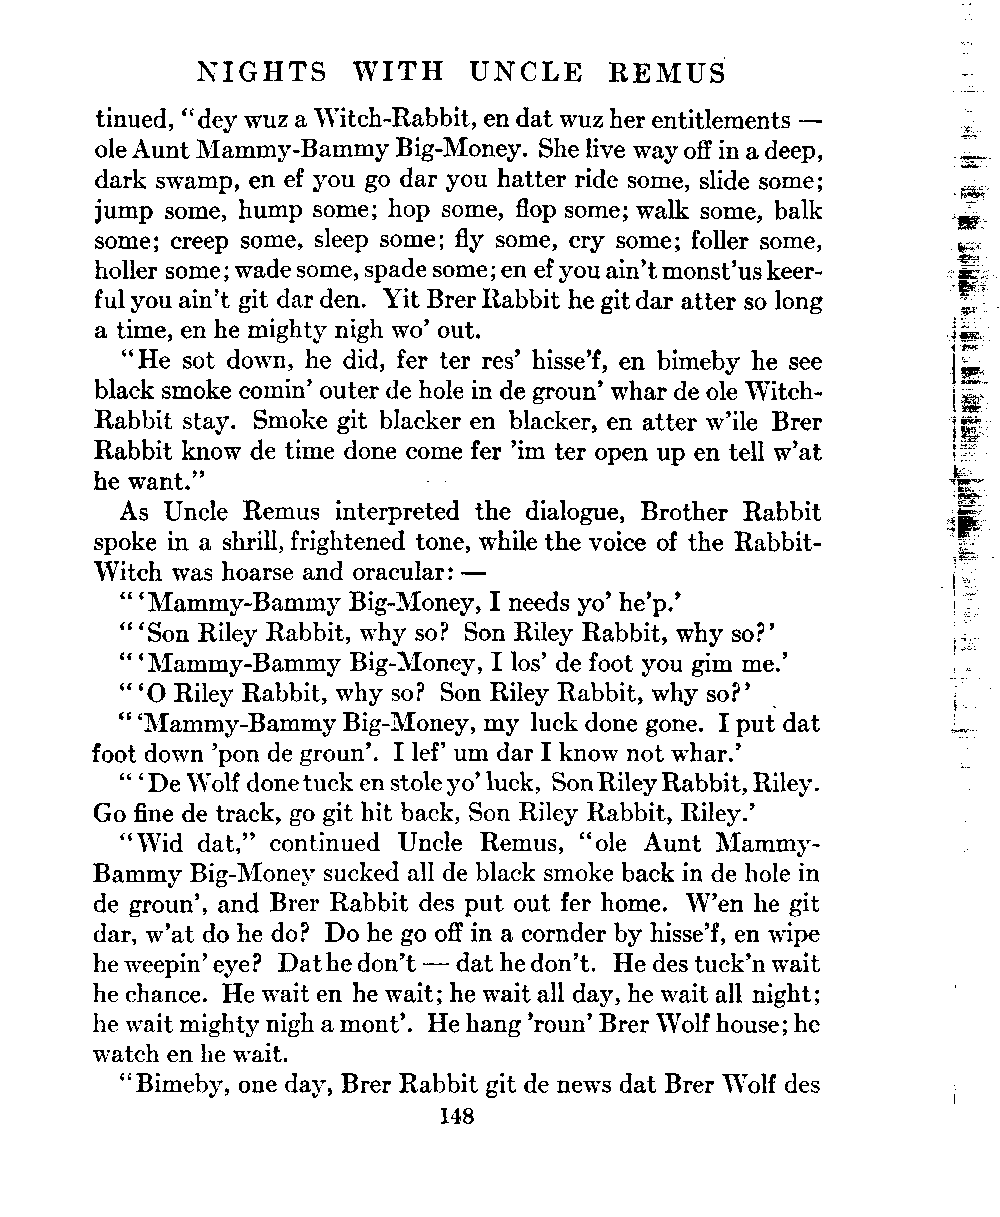 NIGHTS WITH UNCLE REMUS
tinued, “dey wuz a Witch-Rabbit, en dat wuz her entitlements —
ole Aunt Mammy-Bammy Big-Money. She live way off in a deep,
dark swamp, en ef you go dar you hatter ride some, slide some;
jump some, hump some; hop some, flop some; walk some, balk
some; creep some, sleep some; fly some, cry some; foller some,
holler some; wade some, spade some; en ef you ain't monst'us keer-
ful you ain't git dar den. Yit Brer Rabbit he git dar atter so long
a time, en he mighty nigh wo' out.
“He sot down, he did, fer ter res' hisse'f, en bimeby he see
black smoke comin' outer de hole in de groun' whar de ole Witch-
Rabbit stay. Smoke git blacker en blacker, en atter w'ile Brer
Rabbit know de time done come fer 'im ter open up en tell w'at
he want.”
As Uncle Remus interpreted the dialogue, Brother Rabbit
spoke in a shrill, frightened tone, while the voice of the Rabbit-
Witch was hoarse and oracular: —
“‘Mammy-Bammy Big-Money, I needs yo' he'p.’
“‘Son Riley Rabbit, why so? Son Riley Rabbit, why so?’
“‘Mammy-Bammy Big-Money, I los' de foot you gim me.’
“‘O Riley Rabbit, why so? Son Riley Rabbit, why so?’
“‘Mammy-Bammy Big-Money, my luck done gone. I put dat
foot down 'pon de groun'. I lef' um dar I know not whar.’
“‘De Wolf done tuck en stole yo' luck, Son Riley Rabbit, Riley.
Go fine de track, go git hit back, Son Riley Rabbit, Riley.’
“Wid dat,” continued Uncle Remus, “ole Aunt Mammy-
Bammy Big-Money sucked all de black smoke back in de hole in
de groun', and Brer Rabbit des put out fer home. W'en he git
dar, w'at do he do? Do he go off in a cornder by hisse'f, en wipe
he weepin' eye? Dat he don't — dat he don't. He des tuck'n wait
he chance. He wait en he wait; he wait all day, he wait all night;
he wait mighty nigh a mont'. He hang 'roun' Brer Wolf house; he
watch en he wait.
“Bimeby, one day, Brer Rabbit git de news dat Brer Wolf des
148